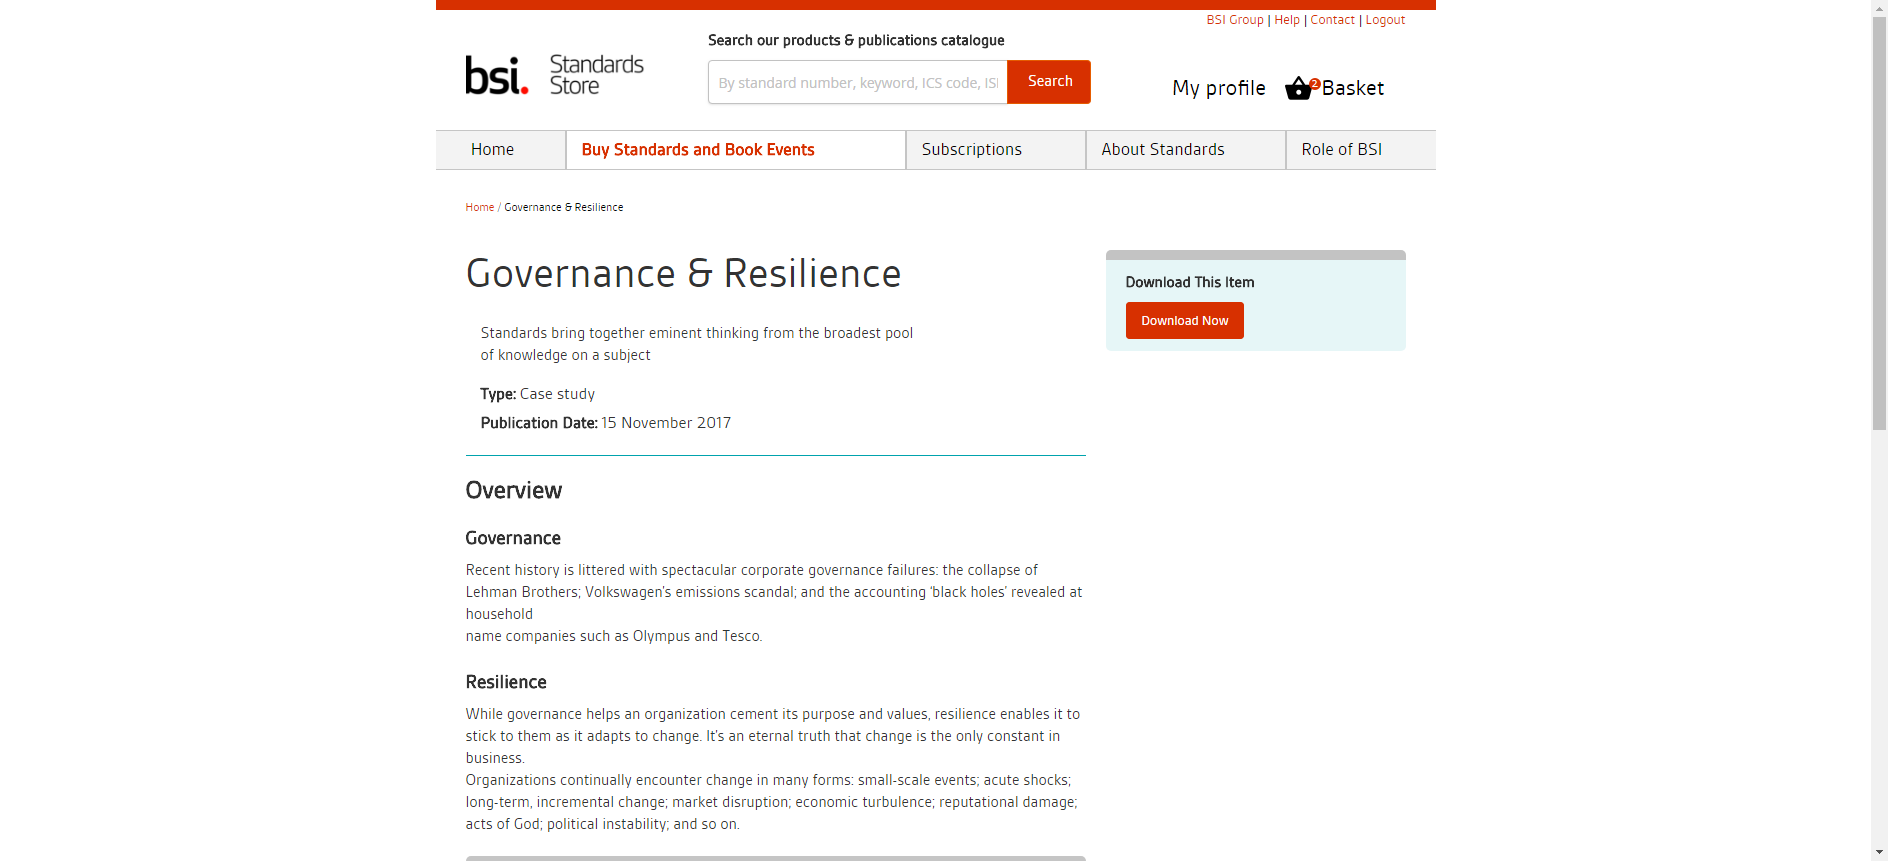 BSI Group | Help | Contact | Logout
Search our products & publications catalogue
bsi. Standards Store
By standard number, keyword, ICS code, ISI
Search
My profile
2
Basket
Home
Buy Standards and Book Events
Subscriptions
About Standards
Role of BSI
Home / Governance & Resilience
Governance & Resilience
Standards bring together eminent thinking from the broadest pool
of knowledge on a subject
Type: Case study
Publication Date: 15 November 2017
Download This Item
Download Now
Overview
Governance
Recent history is littered with spectacular corporate governance failures: the collapse of
Lehman Brothers; Volkswagen's emissions scandal; and the accounting ‘black holes’ revealed at
household
name companies such as Olympus and Tesco.
Resilience
While governance helps an organization cement its purpose and values, resilience enables it to
stick to them as it adapts to change. It's an eternal truth that change is the only constant in
business.
Organizations continually encounter change in many forms: small-scale events; acute shocks;
long-term, incremental change; market disruption; economic turbulence; reputational damage;
acts of God; political instability; and so on.